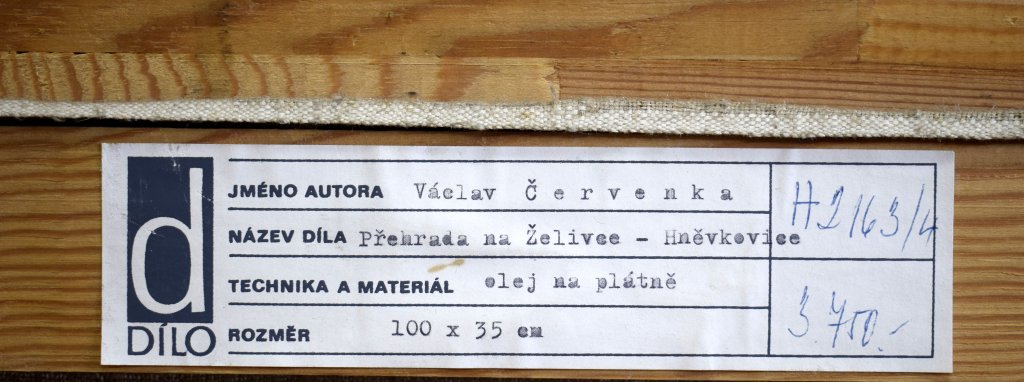 d
DÍLO
JMÉNO AUTORA Václav Červenka
NÁZEV DÍLA Přehrada na Želivce - Hněvkovice
TECHNIKA A MATERIÁL olej na plátně
ROZMĚR 100 x 35 cm
H2163/4
3.750.-